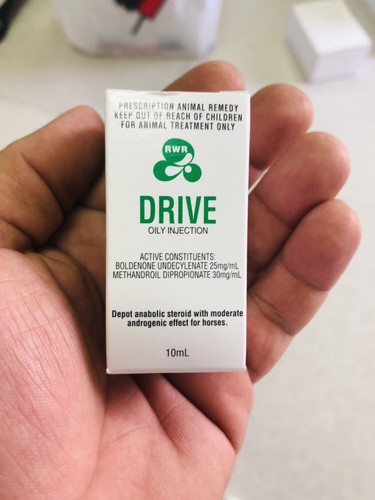 PRESCRIPTION ANIMAL REMEDY
KEEP OUT OF REACH OF CHILDREN
FOR ANIMAL TREATMENT ONLY
RWR
DRIVE
OILY INJECTION
ACTIVE CONSTITUENTS:
BOLDENONE UNDECYLENATE 25mg/mL
METHANDROIL DIPROPIONATE 30mg/mL
Depot anabolic steroid with moderate
androgenic effect for horses.
10mL